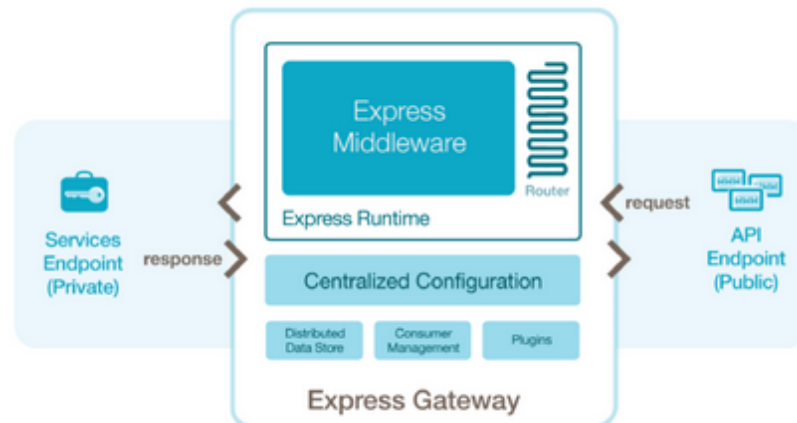 Express
Middleware
Router
Express Runtime
Services
Endpoint
(Private)
response
request
API
Endpoint
(Public)
Centralized Configuration
Distributed
Data Store
Consumer
Management
Plugins
Express Gateway